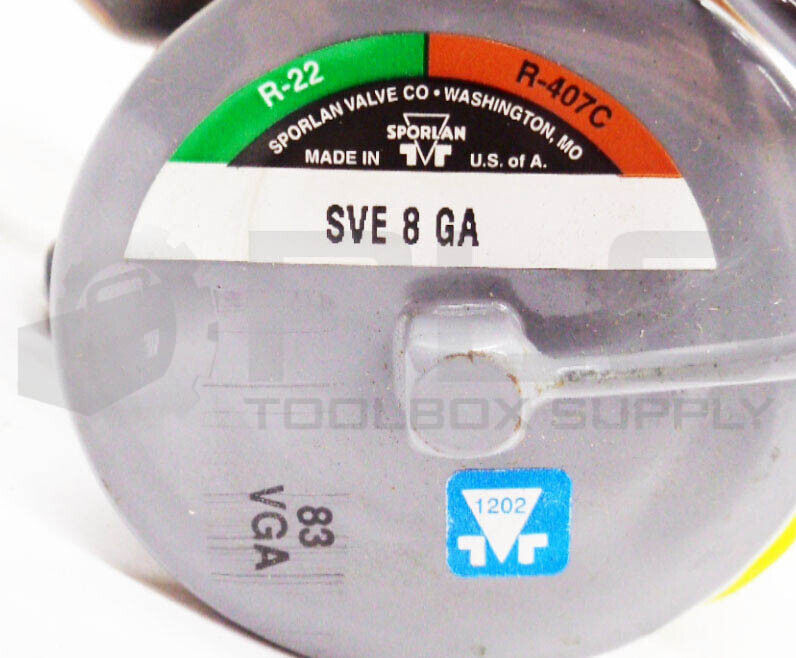 R-22
R-407C
SPORLAN VALVE CO • WASHINGTON, MO
SPORLAN
MADE IN
U.S. of A.
SVE 8 GA
TOOLBOX SUPPLY
1202
83
VGA